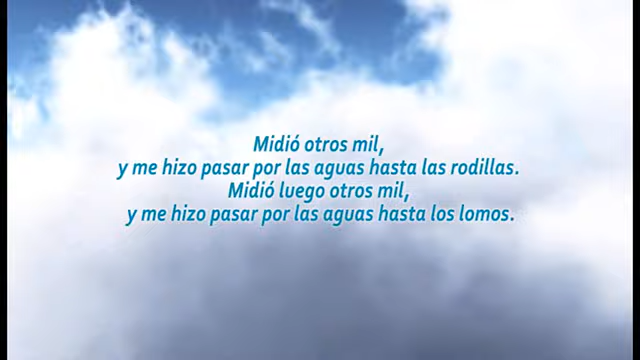 Midió otros mil,
y me hizo pasar por las aguas hasta las rodillas.
Midió luego otros mil,
y me hizo pasar por las aguas hasta los lomos.